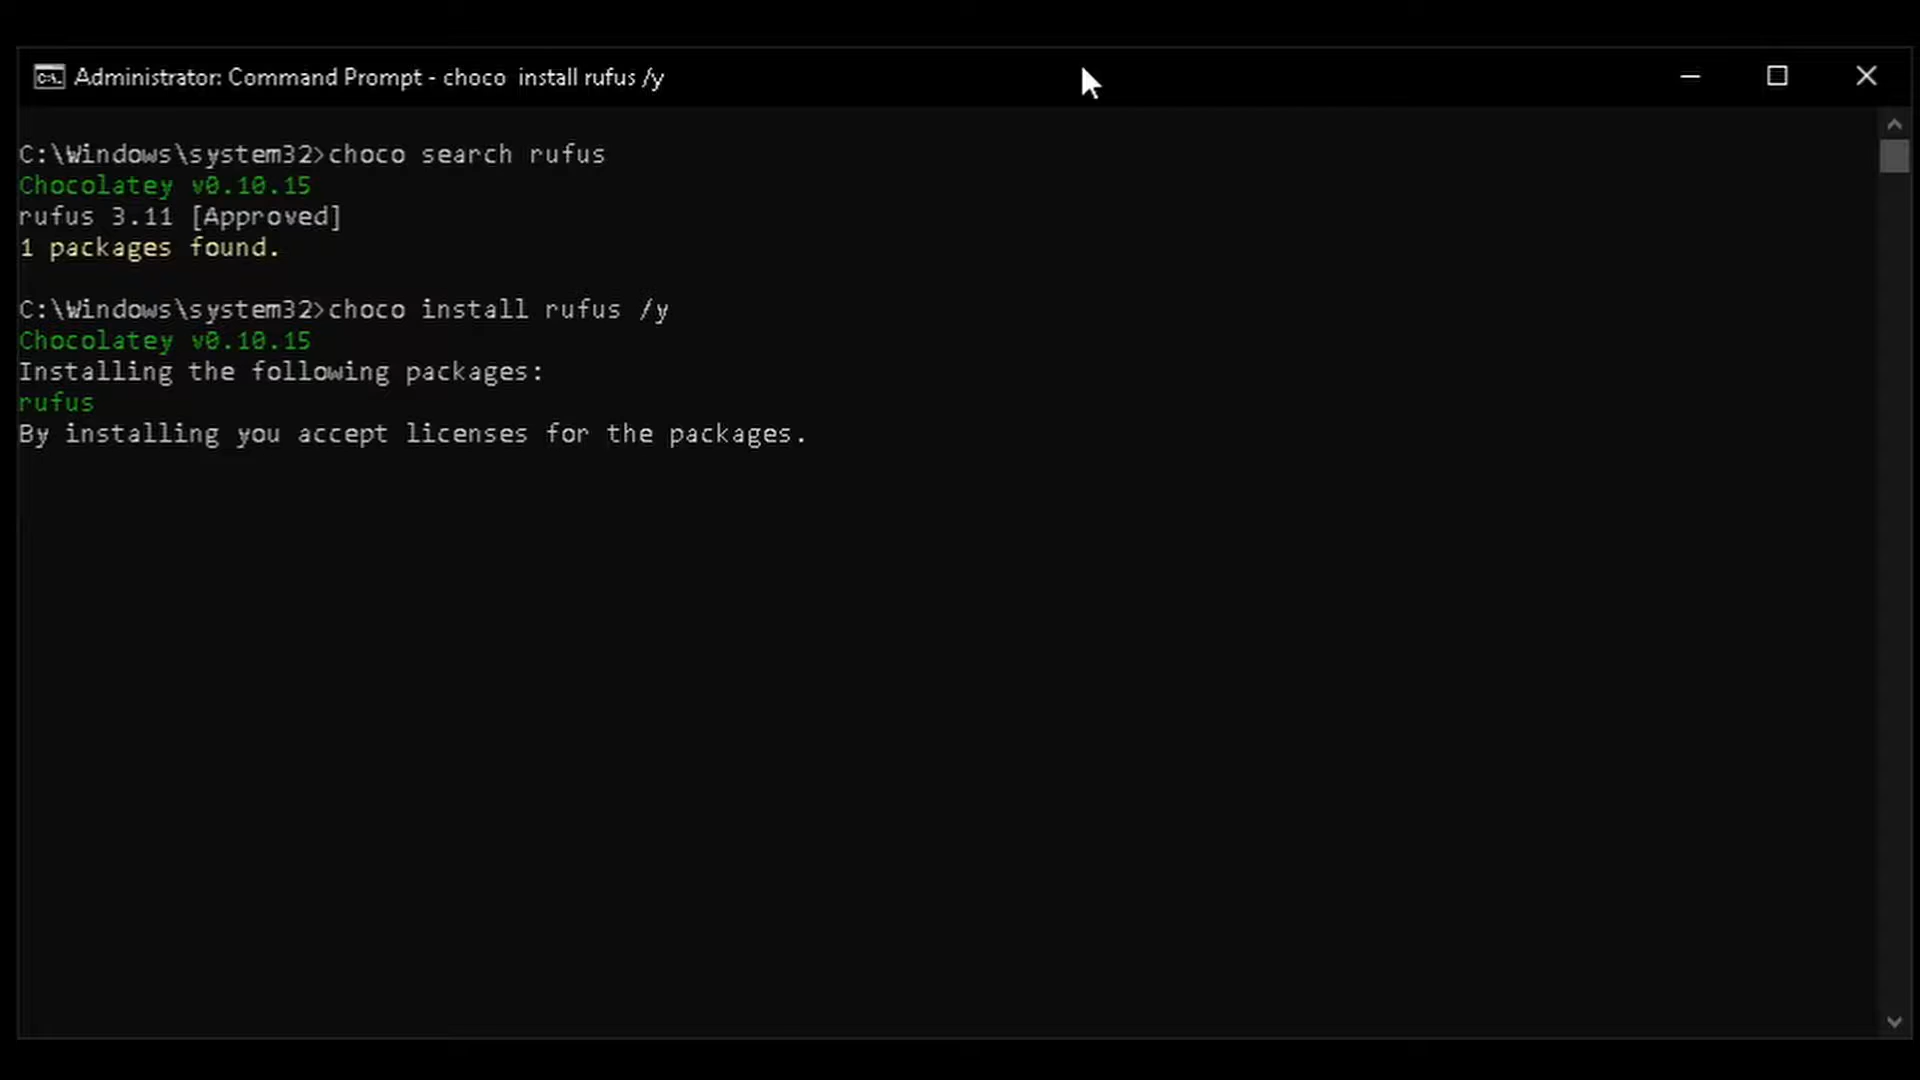 Administrator: Command Prompt - choco  install rufus /y
C:\Windows\system32>choco search rufus
Chocolatey v0.10.15
rufus 3.11 [Approved]
1 packages found.
C:\Windows\system32>choco install rufus /y
Chocolatey v0.10.15
Installing the following packages:
rufus
By installing you accept licenses for the packages.